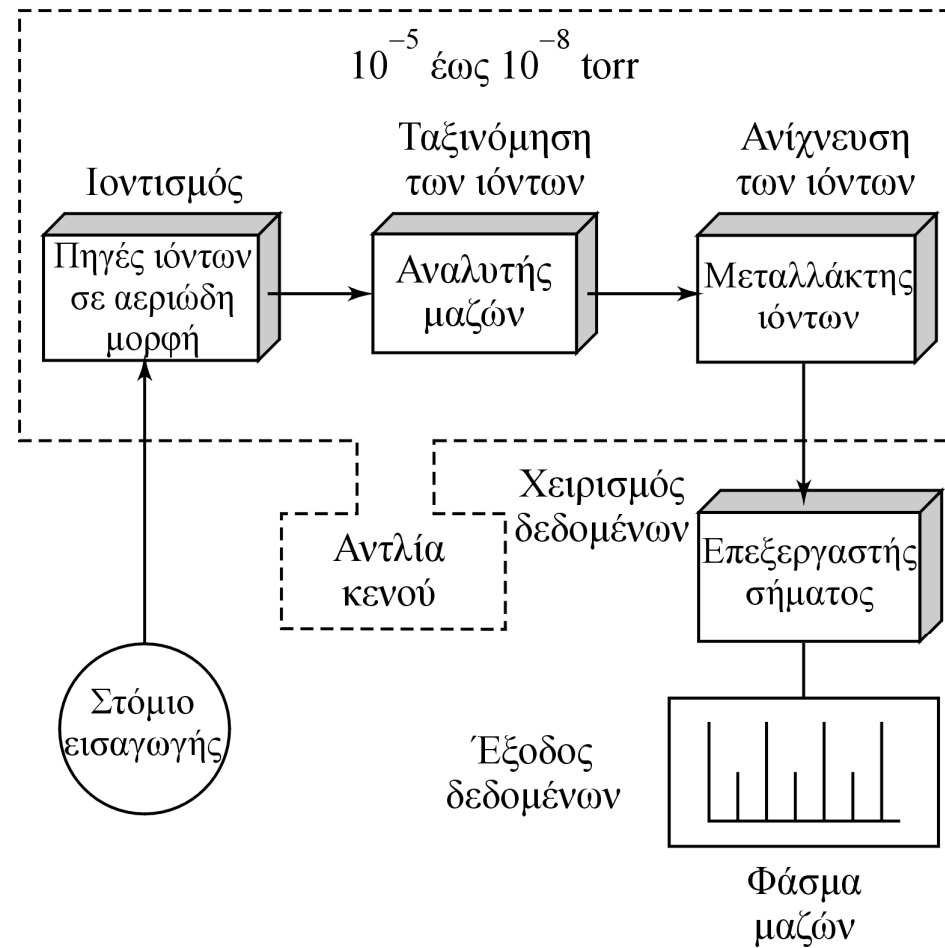 10⁻⁵ έως 10⁻⁸ torr
Ιοντισμός
Πηγές ιόντων
σε αεριώδη
μορφή
Ταξινόμηση
των ιόντων
Αναλυτής
μαζών
Ανίχνευση
των ιόντων
Μεταλλάκτης
ιόντων
Αντλία
κενού
Χειρισμός
δεδομένων
Επεξεργαστής
σήματος
Στόμιο
εισαγωγής
Έξοδος
δεδομένων
Φάσμα
μαζών